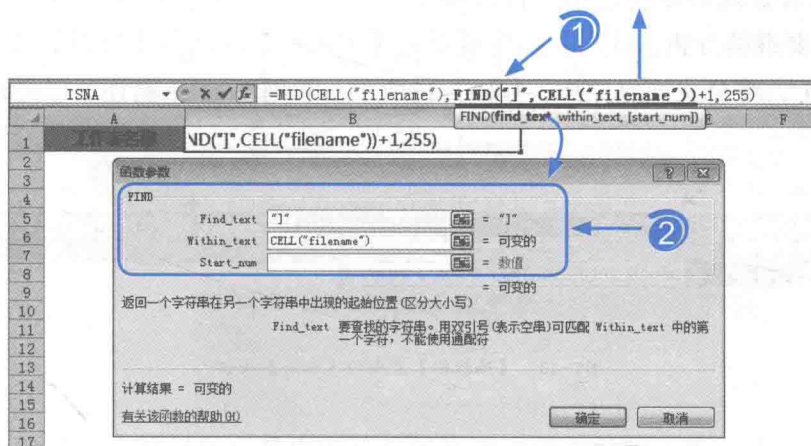 1
ISNA =MID(CELL("filename"),FIND("]",CELL("filename"))+1,255)
FIND(find_text, within_text, [start_num])
A B E F
1 ND("]",CELL("filename"))+1,255)
2
函数参数
3
4 FIND
5 Find_text "]" = "]"
6 Within_text CELL("filename") = 可变的
2
7 Start_num = 数值
8
9 = 可变的
10 返回一个字符串在另一个字符串中出现的起始位置(区分大小写)
11 Find_text 要查找的字符串。用双引号(表示空串)可匹配 Within_text 中的第
12 一个字符，不能使用通配符
13
14 计算结果 = 可变的
15
16 有关该函数的帮助(H) 确定 取消
17